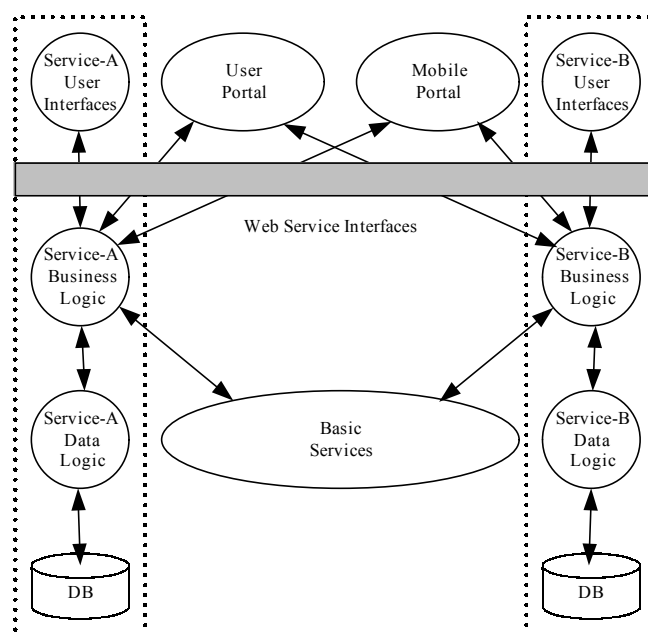 Service-A
User
Interfaces
User
Portal
Mobile
Portal
Service-B
User
Interfaces
Web Service Interfaces
Service-A
Business
Logic
Service-B
Business
Logic
Service-A
Data
Logic
Basic
Services
Service-B
Data
Logic
DB
DB